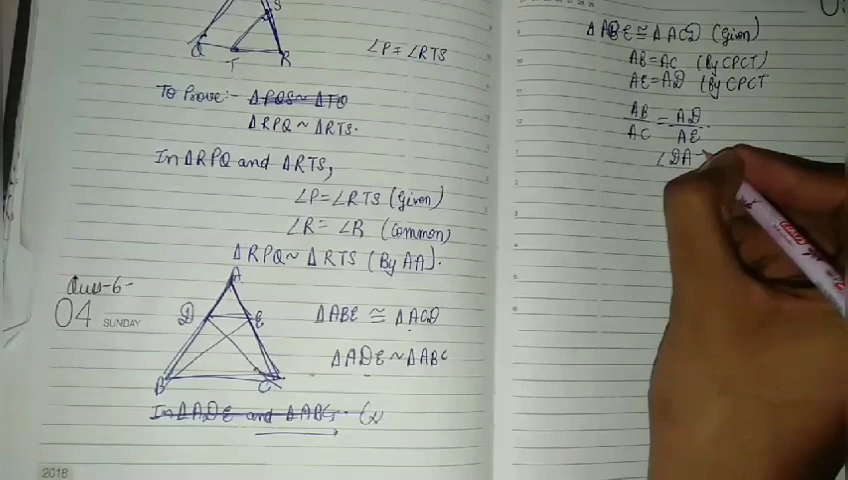 S
Q
T
R
∠P = ∠RTS
To Prove:- ΔPQS ~ ΔTQ
ΔRPQ ~ ΔRTS.
In ΔRPQ and ΔRTS,
∠P = ∠RTS (Given)
∠R = ∠R (Common)
ΔRPQ ~ ΔRTS (By AA).
Ques-6-
04 SUNDAY
A
D
E
B
C
ΔABE ≅ ΔACD
ΔADE ~ ΔABC
In ΔADE and ΔABC.
2018
ΔABE ≅ ΔACD (Given)
AB = AC (By CPCT)
AE = AD (By CPCT
AB/AC = AD/AE
∠DA